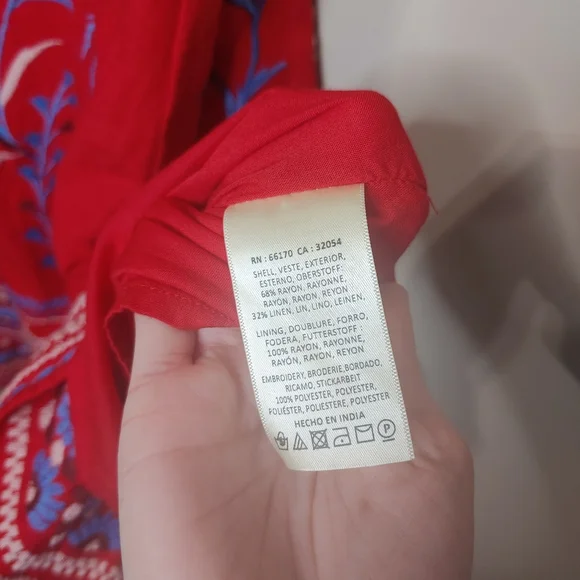 RN : 66170 CA : 32054
SHELL, VESTE, EXTERIOR,
ESTERNO, OBERSTOFF:
68% RAYON, RAYONNE,
RAYÓN, RAYON, REYON
32% LINEN, LIN, LINO, LEINEN,
LINING, DOUBLURE, FORRO,
FODERA, FUTTERSTOFF :
100% RAYON, RAYONNE,
RAYON, RAYON, REYON
EMBROIDERY, BRODERIE,BORDADO,
RICAMO, STICKARBEIT
100% POLYESTER, POLYESTER,
POLIÉSTER, POLIESTERE, POLYESTER
HECHO EN INDIA
P